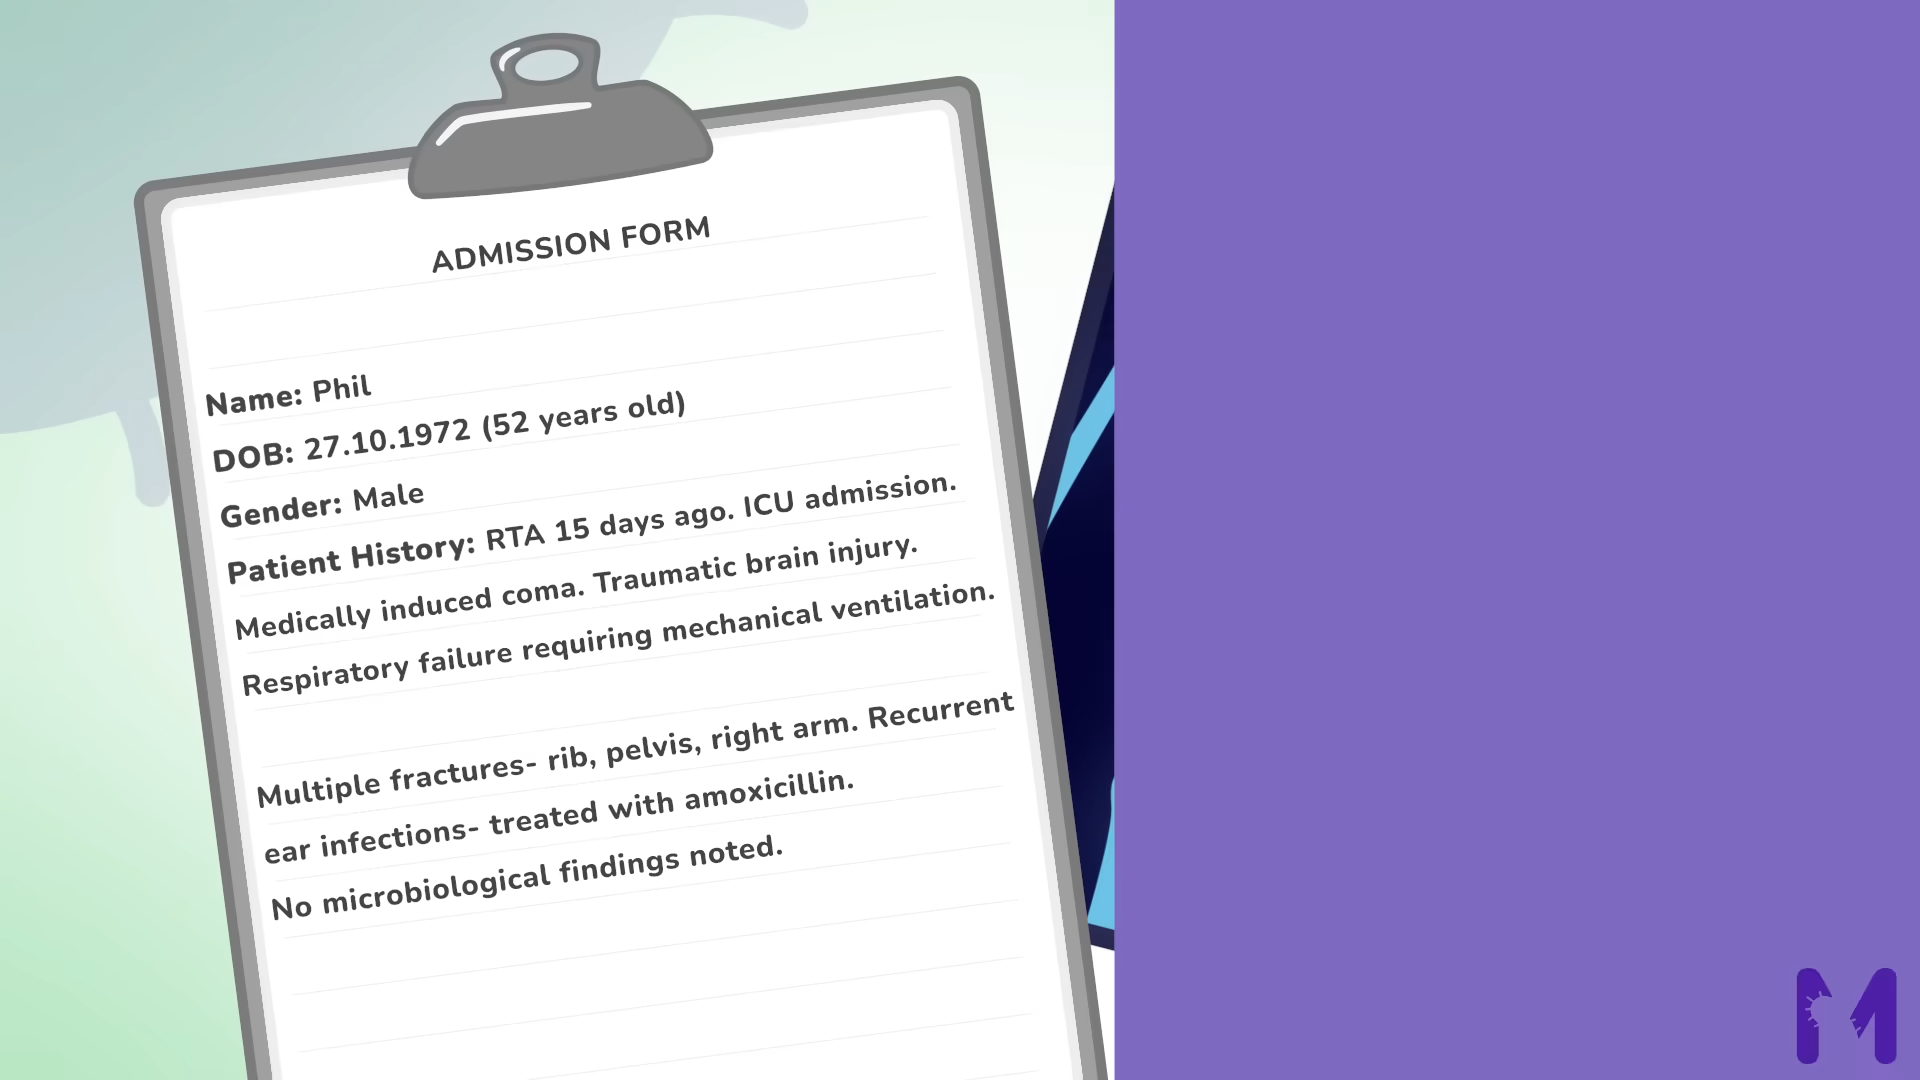 ADMISSION FORM
Name: Phil
DOB: 27.10.1972 (52 years old)
Gender: Male
Patient History: RTA 15 days ago. ICU admission.
Medically induced coma. Traumatic brain injury.
Respiratory failure requiring mechanical ventilation.
Multiple fractures- rib, pelvis, right arm. Recurrent
ear infections- treated with amoxicillin.
No microbiological findings noted.
M